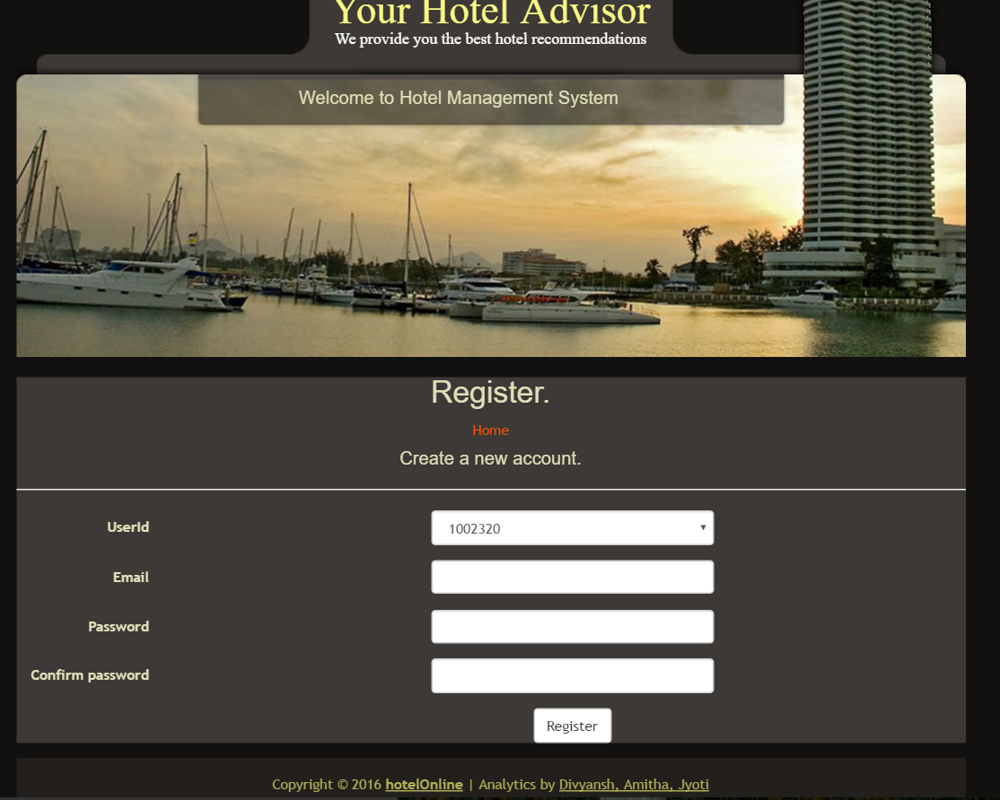 Your Hotel Advisor
We provide you the best hotel recommendations
Welcome to Hotel Management System
Register.
Home
Create a new account.
UserId 1002320
Email
Password
Confirm password
Register
Copyright © 2016 hotelOnline | Analytics by Divyansh, Amitha, Jyoti